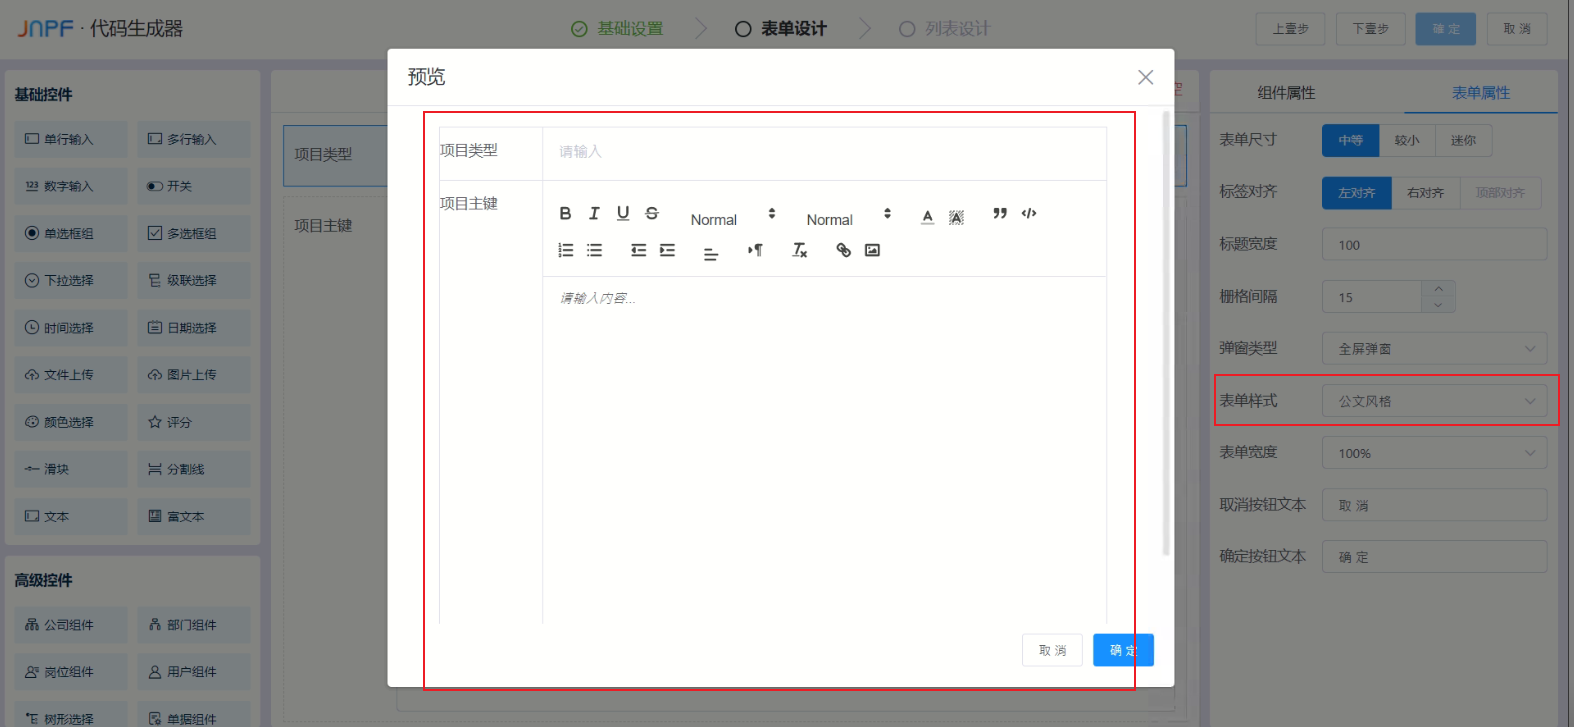 JNPF · 代码生成器
基础设置
表单设计
列表设计
上壹步
下壹步
确 定
取 消
基础控件
单行输入
多行输入
123 数字输入
开关
单选框组
多选框组
下拉选择
级联选择
时间选择
日期选择
文件上传
图片上传
颜色选择
评分
滑块
分割线
文本
富文本
高级控件
公司组件
部门组件
岗位组件
用户组件
树形选择
单据组件
空
项目类型
项目主键
预览
项目类型
请输入
项目主键
B I U S Normal Normal A A
请输入内容...
取 消
确 定
组件属性
表单属性
表单尺寸
中等
较小
迷你
标签对齐
左对齐
右对齐
顶部对齐
标题宽度
100
栅格间隔
15
弹窗类型
全屏弹窗
表单样式
公文风格
表单宽度
100%
取消按钮文本
取 消
确定按钮文本
确 定